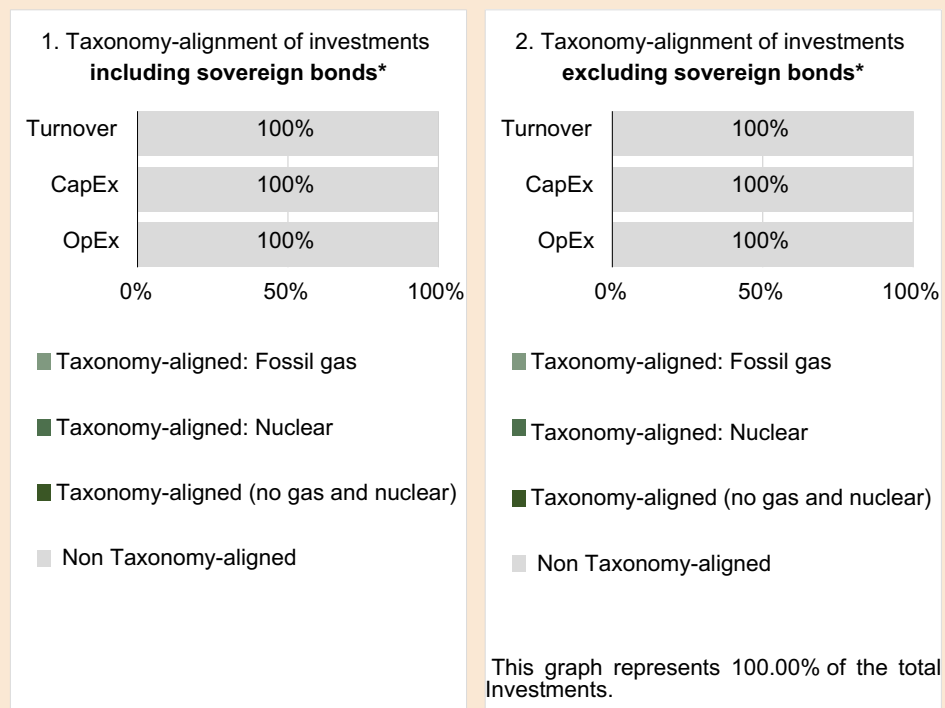 1. Taxonomy-alignment of investments
including sovereign bonds*
Turnover 100%
CapEx 100%
OpEx 100%
0% 50% 100%
Taxonomy-aligned: Fossil gas
Taxonomy-aligned: Nuclear
Taxonomy-aligned (no gas and nuclear)
Non Taxonomy-aligned
2. Taxonomy-alignment of investments
excluding sovereign bonds*
Turnover 100%
CapEx 100%
OpEx 100%
0% 50% 100%
Taxonomy-aligned: Fossil gas
Taxonomy-aligned: Nuclear
Taxonomy-aligned (no gas and nuclear)
Non Taxonomy-aligned
This graph represents 100.00% of the total
Investments.